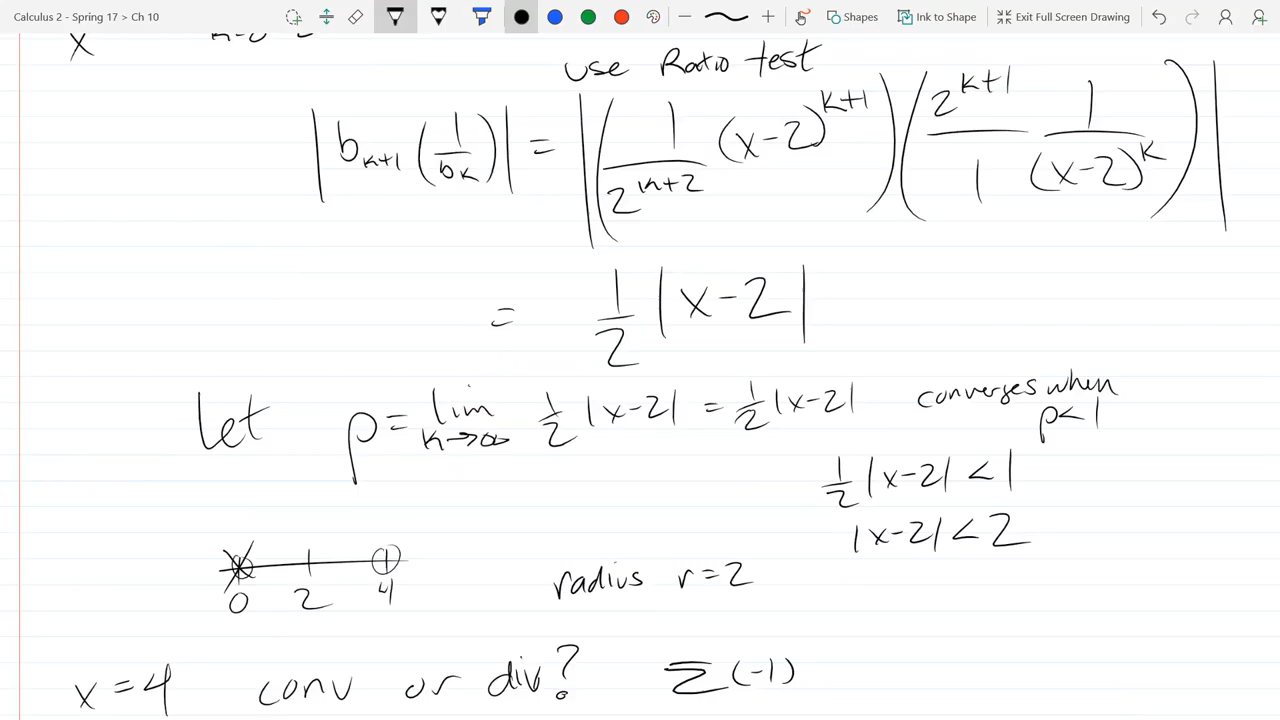 Calculus 2 - Spring 17 > Ch 10
Shapes
Ink to Shape
Exit Full Screen Drawing
x
use Ratio test
|b_{k+1} (1/b_k)| = |(1/2^{k+2} (x-2)^{k+1}) (2^{k+1}/1 1/(x-2)^k)|
= 1/2 |x-2|
Let ρ = lim_{k→∞} 1/2 |x-2| = 1/2 |x-2| converges when
ρ < 1
1/2 |x-2| < 1
|x-2| < 2
0 2 4
radius r=2
x=4 conv or div? Σ (-1)